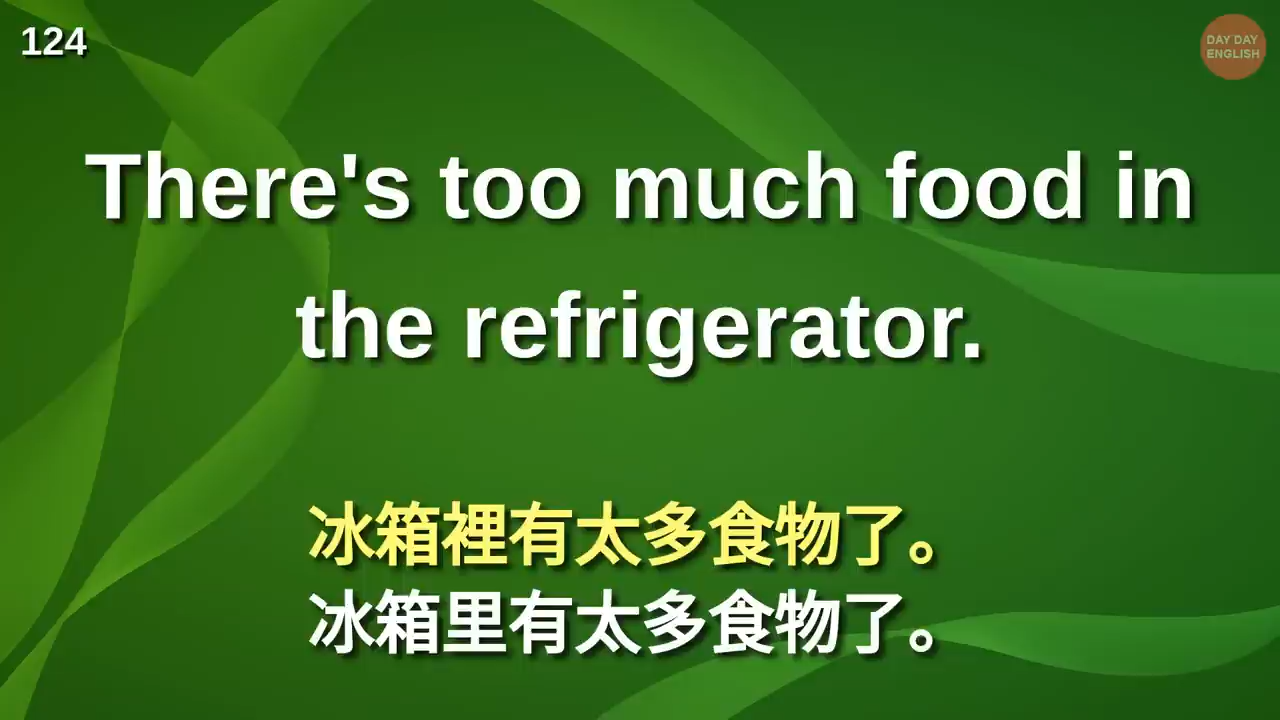 124
DAY DAY
ENGLISH
There's too much food in
the refrigerator.
冰箱裡有太多食物了。
冰箱里有太多食物了。